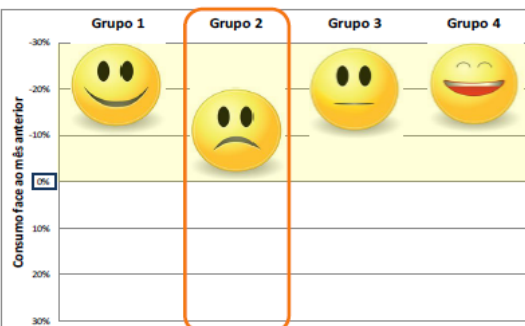 Grupo 1
Grupo 2
Grupo 3
Grupo 4
Consumo face ao mês anterior
-30%
-20%
-10%
0%
10%
20%
30%